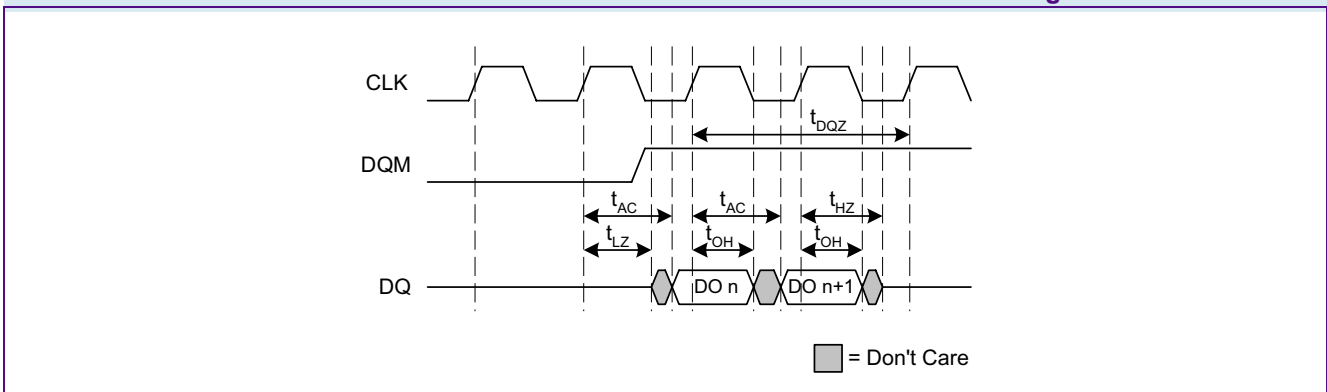 CLK
tDQZ
DQM
tAC tAC tHZ
tLZ tOH tOH
DQ DO n DO n+1
= Don't Care